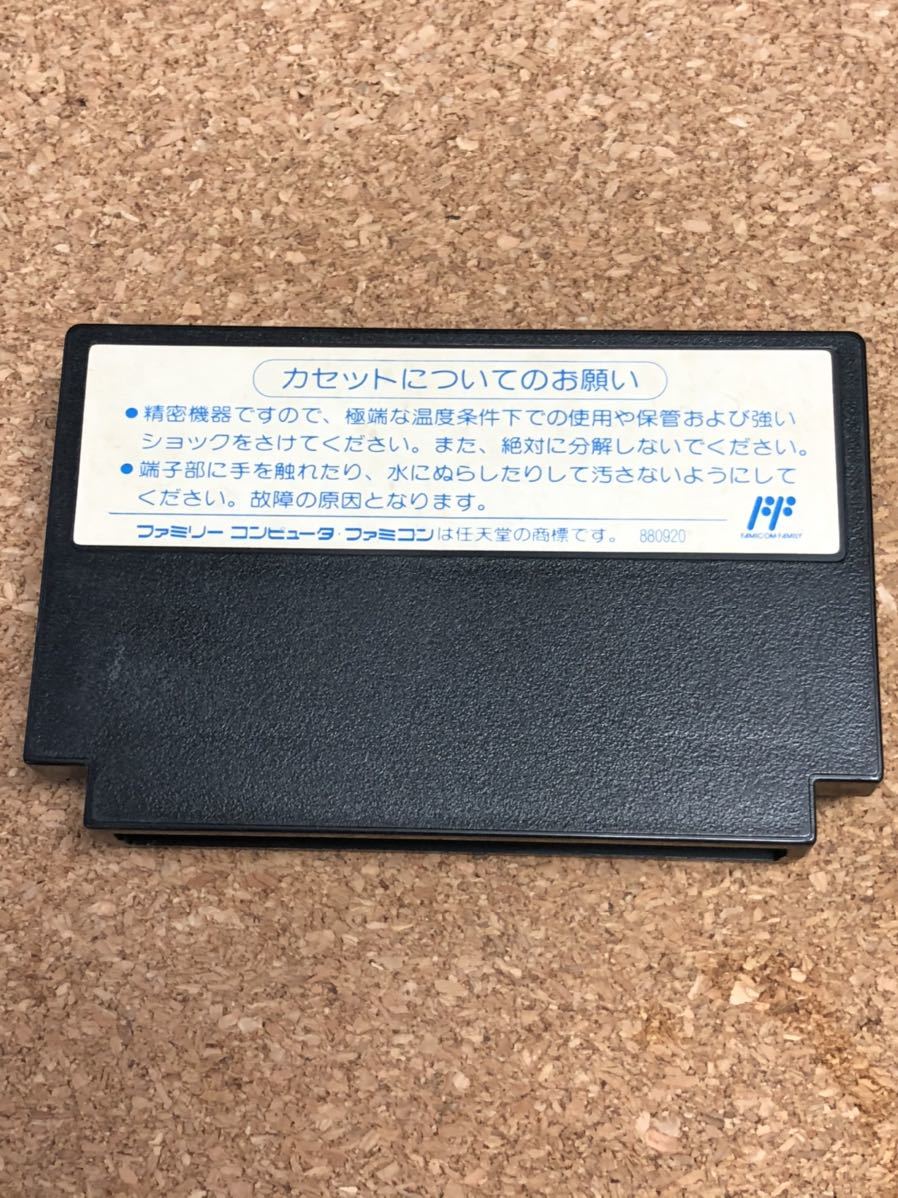 カセットについてのお願い
●精密機器ですので、極端な温度条件下での使用や保管および強い
ショックをさけてください。また、絶対に分解しないでください。
●端子部に手を触れたり、水にぬらしたりして汚さないようにして
ください。故障の原因となります。
ファミリー コンピュータ・ファミコンは任天堂の商標です。 880920
FF
FAMICOM FAMILY